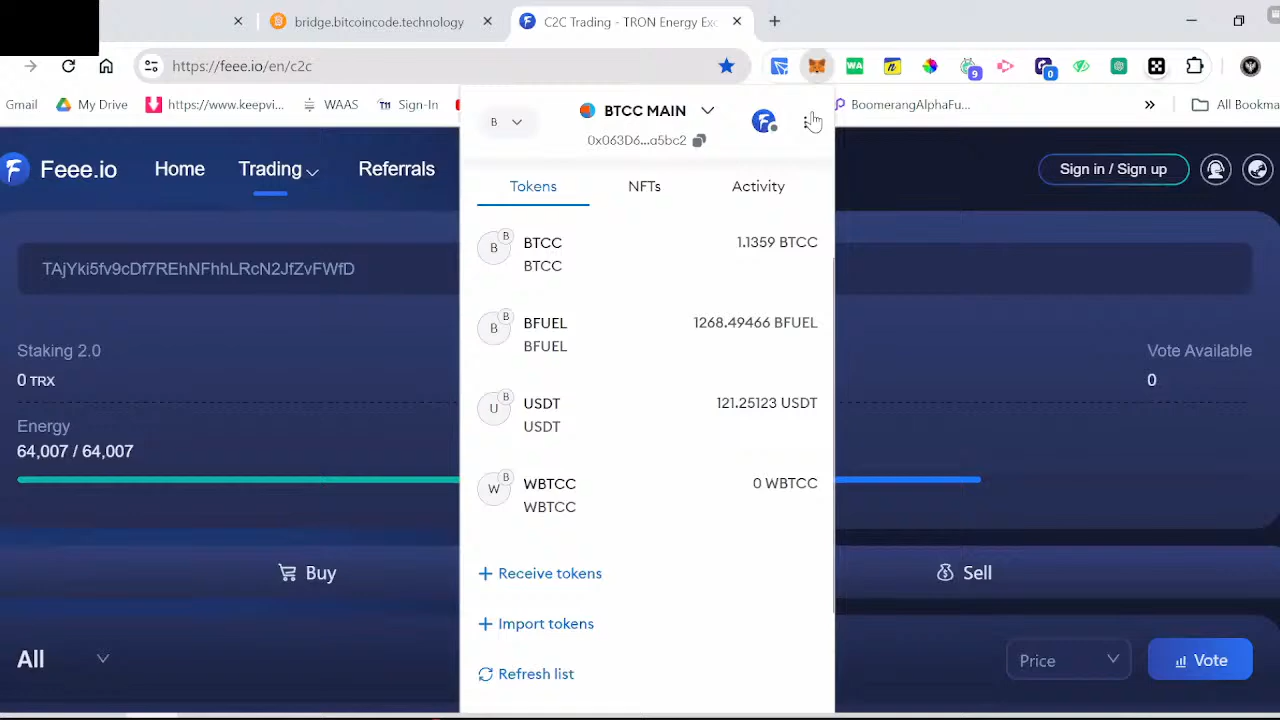 bridge.bitcoincode.technology
C2C Trading - TRON Energy Exc
https://feee.io/en/c2c
WA
n
9
0
Gmail
My Drive
https://www.keepvi...
WAAS
Sign-In
BoomerangAlphaFu...
»
All Bookma
B
BTCC MAIN
0x063D6...a5bc2
Feee.io
Home
Trading
Referrals
Sign in / Sign up
Tokens
NFTs
Activity
TAjYki5fv9cDf7REhNFhhLRcN2JfZvFWfD
B
B
BTCC
1.1359 BTCC
BTCC
B
B
BFUEL
1268.49466 BFUEL
BFUEL
U
B
USDT
121.25123 USDT
USDT
W
B
WBTCC
0 WBTCC
WBTCC
Staking 2.0
0 TRX
Vote Available
0
Energy
64,007 / 64,007
Buy
Sell
+ Receive tokens
+ Import tokens
Refresh list
All
Price
Vote